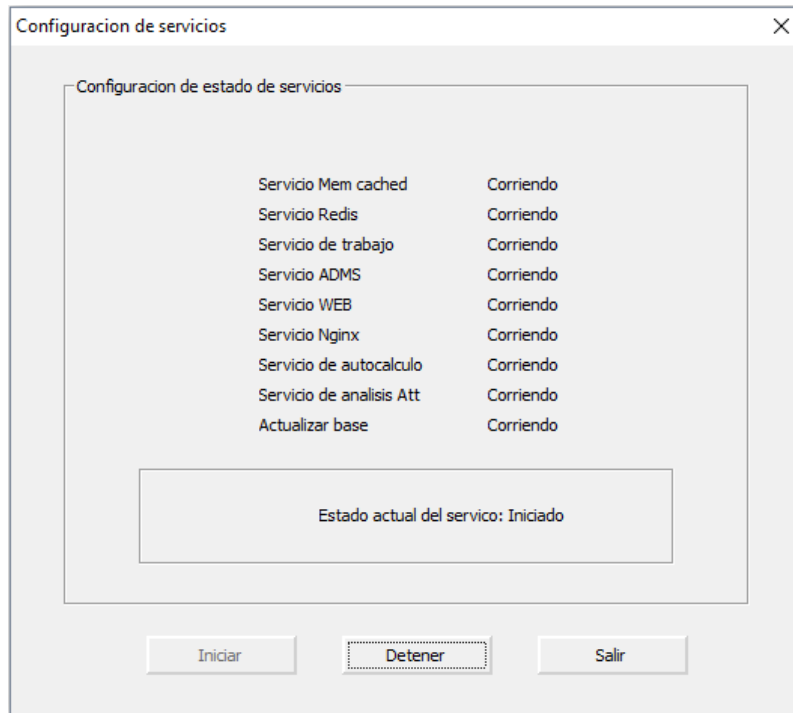 Configuracion de servicios
Configuracion de estado de servicios
Servicio Mem cached Corriendo
Servicio Redis Corriendo
Servicio de trabajo Corriendo
Servicio ADMS Corriendo
Servicio WEB Corriendo
Servicio Nginx Corriendo
Servicio de autocalculo Corriendo
Servicio de analisis Att Corriendo
Actualizar base Corriendo
Estado actual del servico: Iniciado
Iniciar Detener Salir